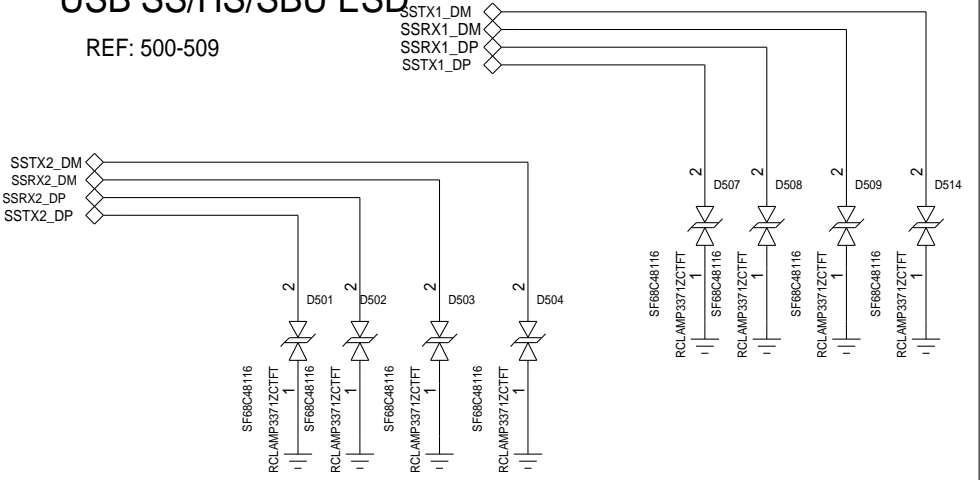 USB SS/HS/SBU ESD
REF: 500-509
SSTX1_DM
SSRX1_DM
SSRX1_DP
SSTX1_DP
SSTX2_DM
SSRX2_DM
SSRX2_DP
SSTX2_DP
2 D507
2 D508
2 D509
2 D514
SF68C48116
RCLAMP3371ZCTFT
1
SF68C48116
RCLAMP3371ZCTFT
1
SF68C48116
RCLAMP3371ZCTFT
1
SF68C48116
RCLAMP3371ZCTFT
1
2 D501
2 D502
2 D503
2 D504
SF68C48116
RCLAMP3371ZCTFT
1
SF68C48116
RCLAMP3371ZCTFT
1
SF68C48116
RCLAMP3371ZCTFT
1
SF68C48116
RCLAMP3371ZCTFT
1